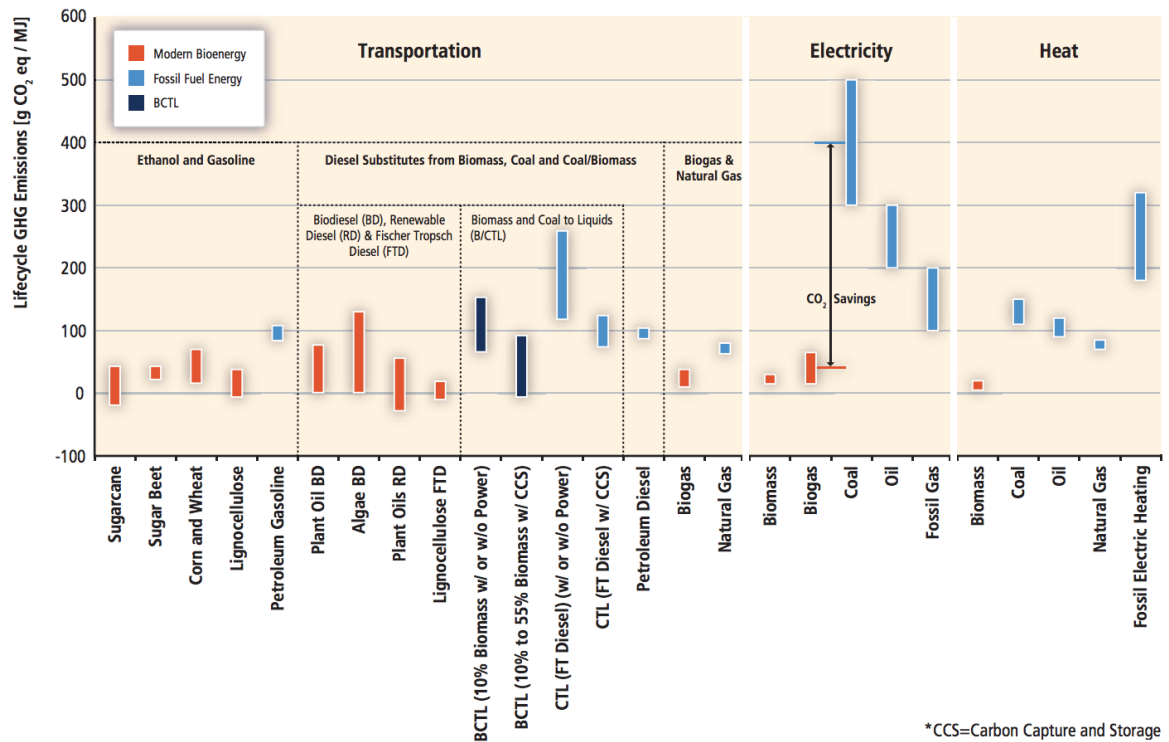 Lifecycle GHG Emissions [g CO2 eq / MJ]
600
500
400
300
200
100
0
-100
Modern Bioenergy
Fossil Fuel Energy
BCTL
Transportation
Electricity
Heat
Ethanol and Gasoline
Diesel Substitutes from Biomass, Coal and Coal/Biomass
Biogas &
Natural Gas
Biodiesel (BD), Renewable
Diesel (RD) & Fischer Tropsch
Diesel (FTD)
Biomass and Coal to Liquids
(B/CTL)
CO2 Savings
Sugarcane
Sugar Beet
Corn and Wheat
Lignocellulose
Petroleum Gasoline
Plant Oil BD
Algae BD
Plant Oils RD
Lignocellulose FTD
BCTL (10% Biomass w/ or w/o Power)
BCTL (10% to 55% Biomass w/ CCS)
CTL (FT Diesel) (w/ or w/o Power)
CTL (FT Diesel w/ CCS)
Petroleum Diesel
Biogas
Natural Gas
Biomass
Biogas
Coal
Oil
Fossil Gas
Biomass
Coal
Oil
Natural Gas
Fossil Electric Heating
*CCS=Carbon Capture and Storage